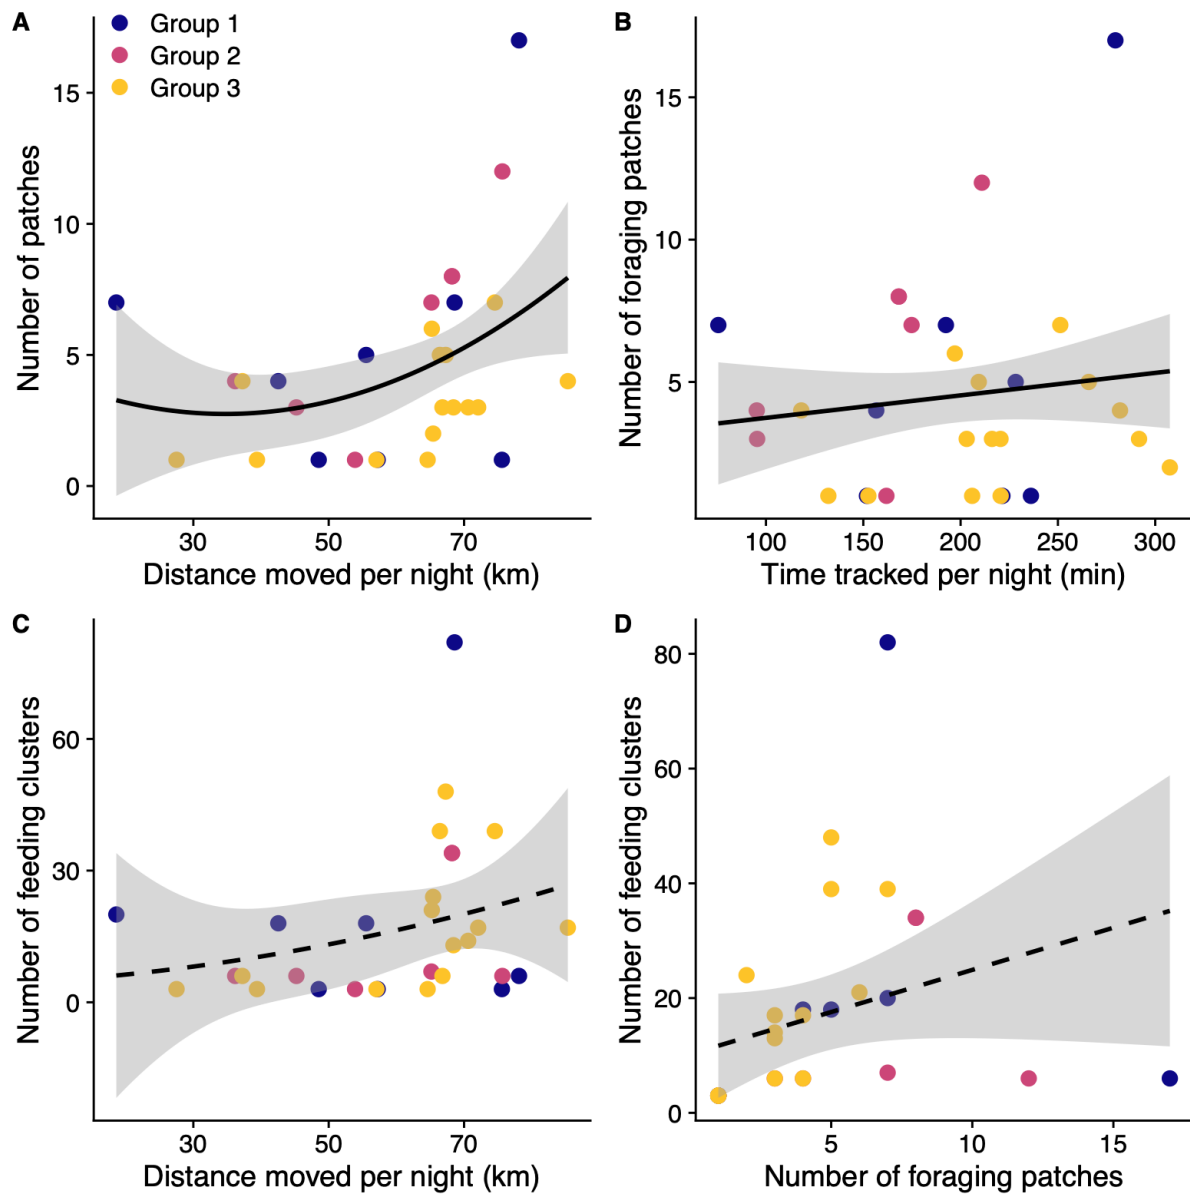 A
Group 1
Group 2
Group 3
Number of patches
15
10
5
0
30 50 70
Distance moved per night (km)
B
Number of foraging patches
15
10
5
100 150 200 250 300
Time tracked per night (min)
C
Number of feeding clusters
60
30
0
30 50 70
Distance moved per night (km)
D
Number of feeding clusters
80
60
40
20
0
5 10 15
Number of foraging patches